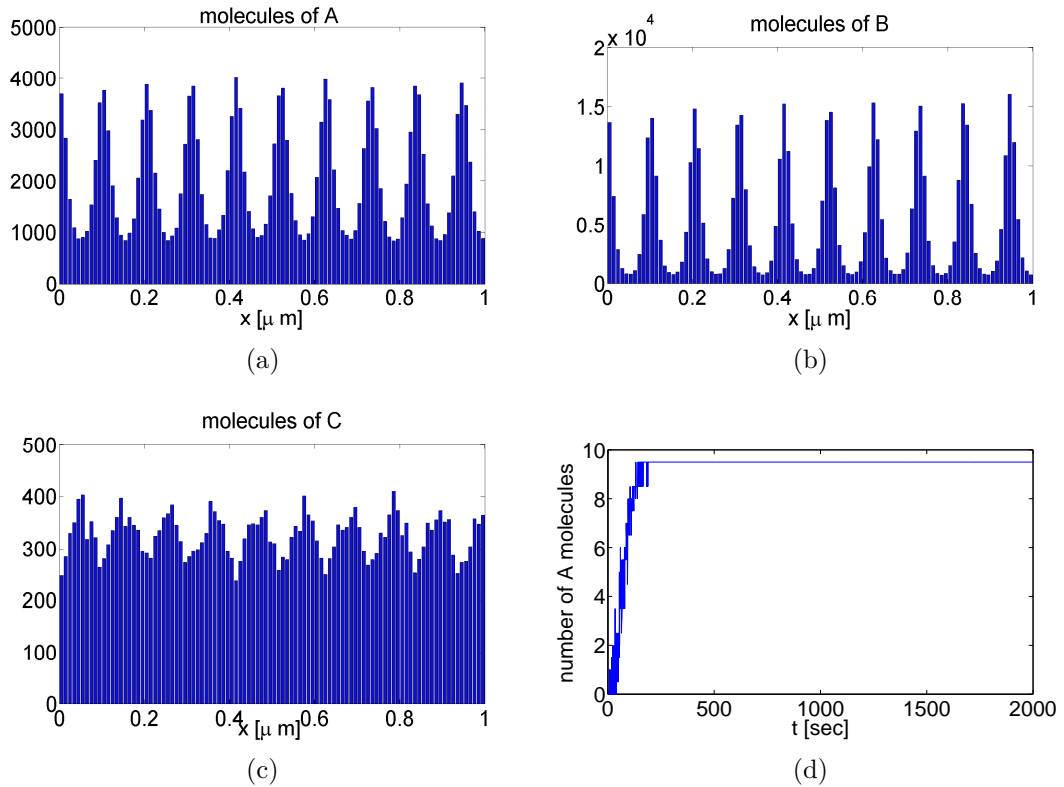 molecules of A
5000
4000
3000
2000
1000
0
0 0.2 0.4 0.6 0.8 1
x [μ m]
(a)
molecules of B
x 10^4
2
1.5
1
0.5
0
0 0.2 0.4 0.6 0.8 1
x [μ m]
(b)
molecules of C
500
400
300
200
100
0
0 0.2 0.4 0.6 0.8 1
x [μ m]
(c)
number of A molecules
10
8
6
4
2
0
0 500 1000 1500 2000
t [sec]
(d)